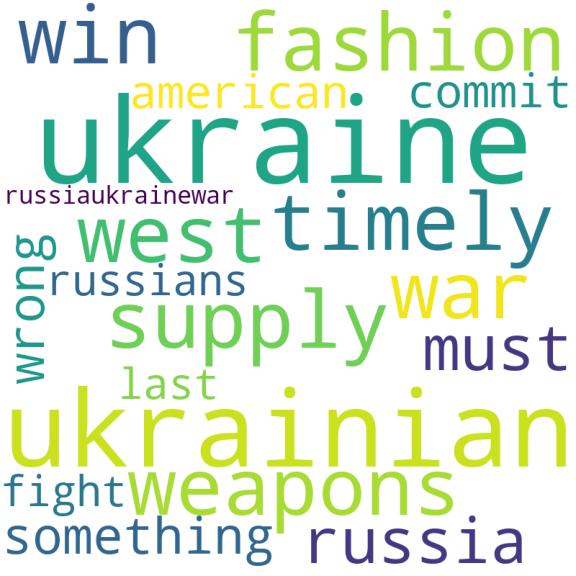 win fashion
american commit
ukraine
russiaukrainewar
west timely
wrong
russians war
supply
must
last
ukrainian
fight weapons
something russia